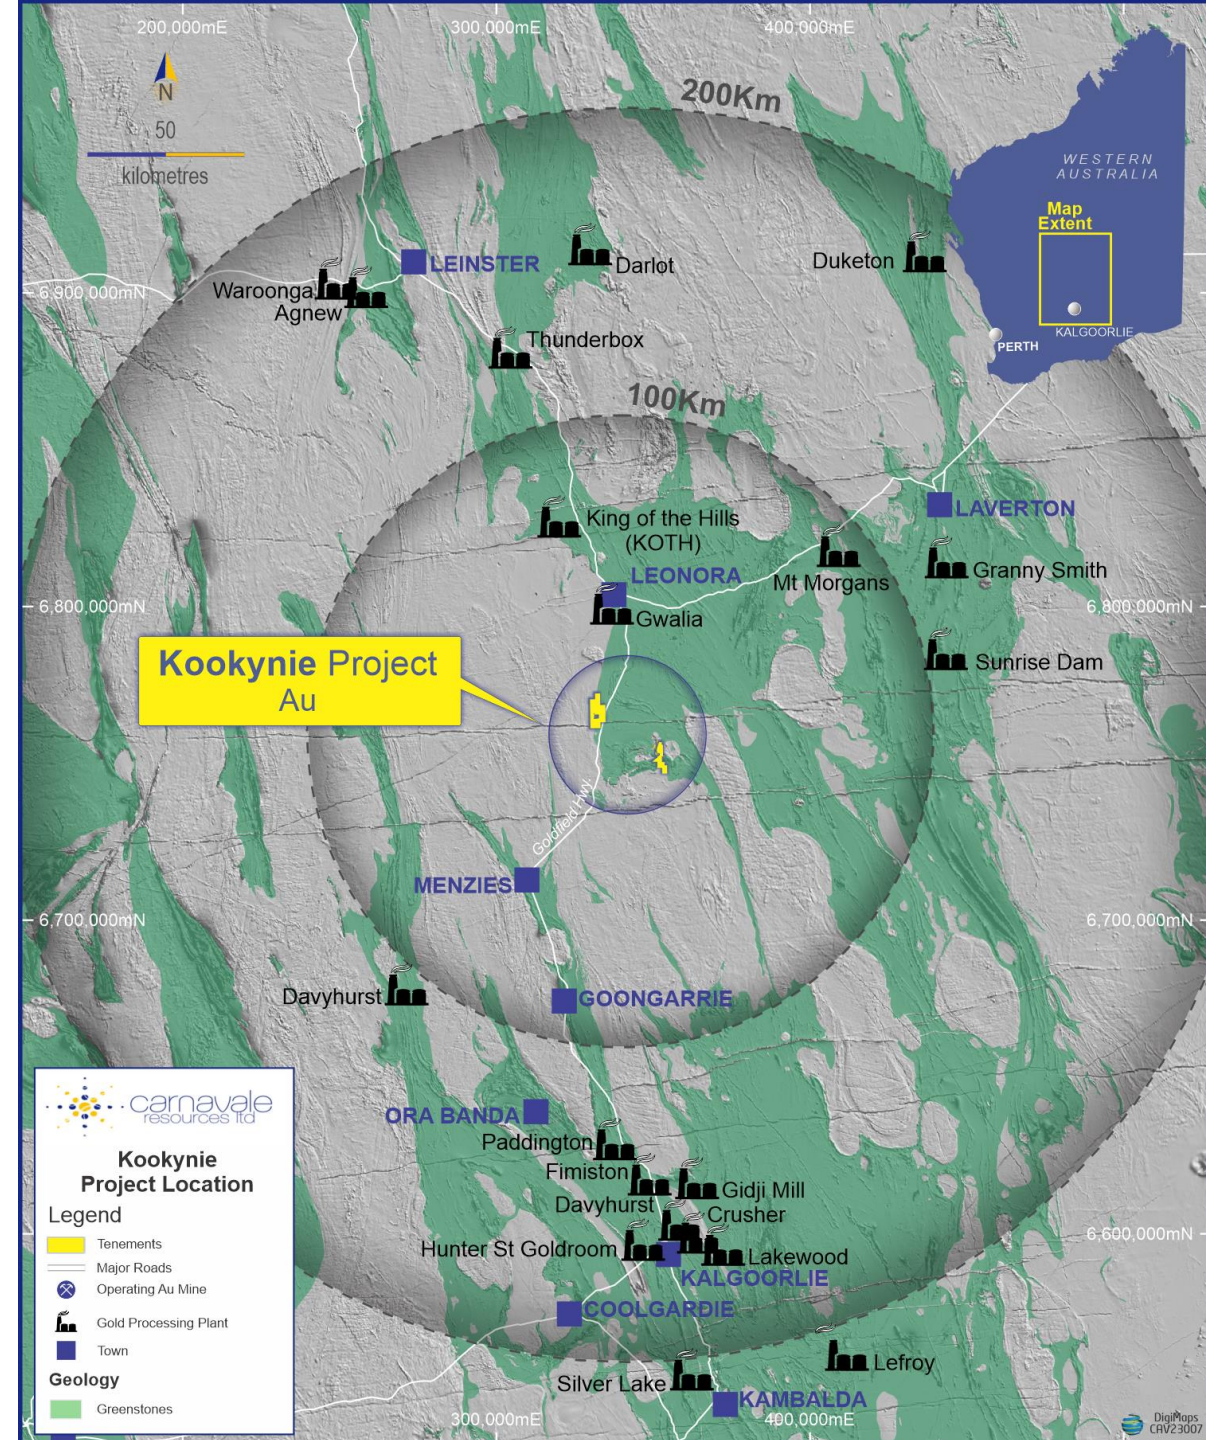 200,000mE
300,000mE
400,000mE
N
50
kilometres
200Km
WESTERN
AUSTRALIA
Map
Extent
KALGOORLIE
PERTH
LEINSTER
Darlot
Duketon
Waroonga
Agnew
6,900,000mN
Thunderbox
100Km
King of the Hills
(KOTH)
LAVERTON
LEONORA
Mt Morgans
Granny Smith
6,800,000mN
6,800,000mN
Gwalia
Sunrise Dam
Kookynie Project
Au
Goldfield Hwy
MENZIES
6,700,000mN
6,700,000mN
Davyhurst
GOONGARRIE
ORA BANDA
Paddington
Fimiston
Gidji Mill
Davyhurst
Crusher
6,600,000mN
Hunter St Goldroom
Lakewood
KALGOORLIE
COOLGARDIE
Lefroy
Silver Lake
KAMBALDA
300,000mE
400,000mE
carnavale
resources ltd
Kookynie
Project Location
Legend
Tenements
Major Roads
Operating Au Mine
Gold Processing Plant
Town
Geology
Greenstones
DigiMaps
CAV23007